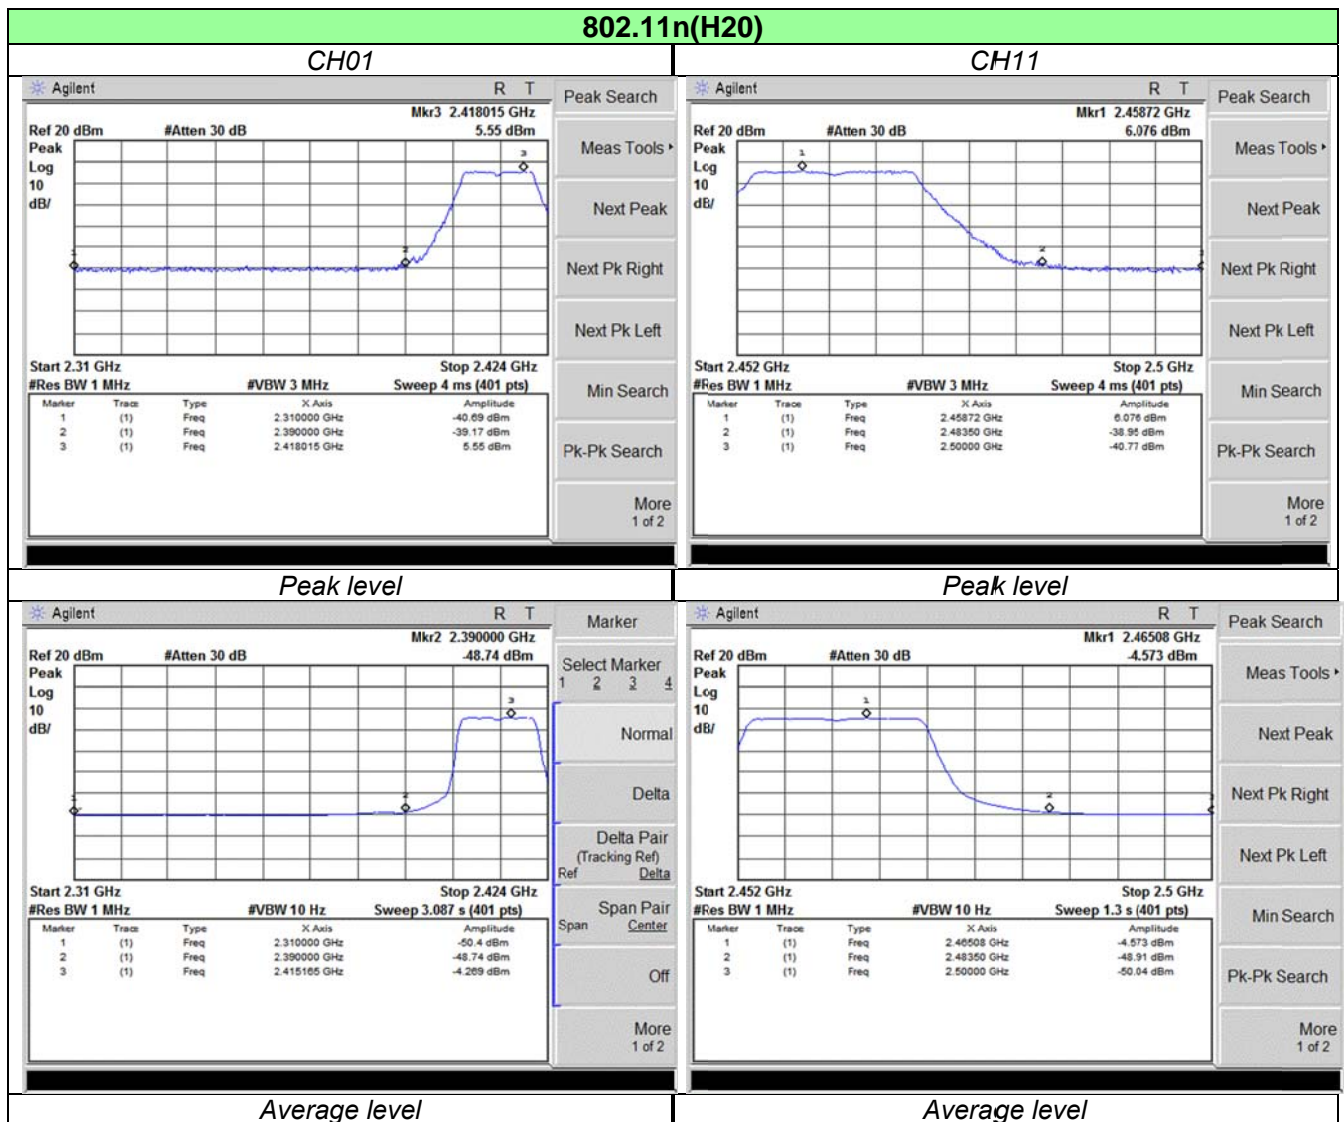 802.11n(H20)
CH01
CH11
Agilent R T
Mkr3 2.418015 GHz
Ref 20 dBm #Atten 30 dB 5.55 dBm
Peak
Log
10
dB/
1
2
3
Start 2.31 GHz Stop 2.424 GHz
#Res BW 1 MHz #VBW 3 MHz Sweep 4 ms (401 pts)
Marker Trace Type X Axis Amplitude
1 (1) Freq 2.310000 GHz -40.69 dBm
2 (1) Freq 2.390000 GHz -39.17 dBm
3 (1) Freq 2.418015 GHz 5.55 dBm
Peak Search
Meas Tools
Next Peak
Next Pk Right
Next Pk Left
Min Search
Pk-Pk Search
More
1 of 2
Agilent R T
Mkr1 2.45872 GHz
Ref 20 dBm #Atten 30 dB 6.076 dBm
Peak
Log
10
dB/
1
2
3
Start 2.452 GHz Stop 2.5 GHz
#Res BW 1 MHz #VBW 3 MHz Sweep 4 ms (401 pts)
Marker Trace Type X Axis Amplitude
1 (1) Freq 2.45872 GHz 6.076 dBm
2 (1) Freq 2.48350 GHz -38.95 dBm
3 (1) Freq 2.50000 GHz -40.77 dBm
Peak Search
Meas Tools
Next Peak
Next Pk Right
Next Pk Left
Min Search
Pk-Pk Search
More
1 of 2
Peak level
Peak level
Agilent R T
Mkr2 2.390000 GHz
Ref 20 dBm #Atten 30 dB -48.74 dBm
Peak
Log
10
dB/
1
2
3
Start 2.31 GHz Stop 2.424 GHz
#Res BW 1 MHz #VBW 10 Hz Sweep 3.087 s (401 pts)
Marker Trace Type X Axis Amplitude
1 (1) Freq 2.310000 GHz -50.4 dBm
2 (1) Freq 2.390000 GHz -48.74 dBm
3 (1) Freq 2.415165 GHz -4.269 dBm
Marker
Select Marker
1 2 3 4
Normal
Delta
Delta Pair
(Tracking Ref)
Ref Delta
Span Pair
Span Center
Off
More
1 of 2
Agilent R T
Mkr1 2.46508 GHz
Ref 20 dBm #Atten 30 dB -4.573 dBm
Peak
Log
10
dB/
1
2
3
Start 2.452 GHz Stop 2.5 GHz
#Res BW 1 MHz #VBW 10 Hz Sweep 1.3 s (401 pts)
Marker Trace Type X Axis Amplitude
1 (1) Freq 2.46508 GHz -4.573 dBm
2 (1) Freq 2.48350 GHz -48.91 dBm
3 (1) Freq 2.50000 GHz -50.04 dBm
Peak Search
Meas Tools
Next Peak
Next Pk Right
Next Pk Left
Min Search
Pk-Pk Search
More
1 of 2
Average level
Average level